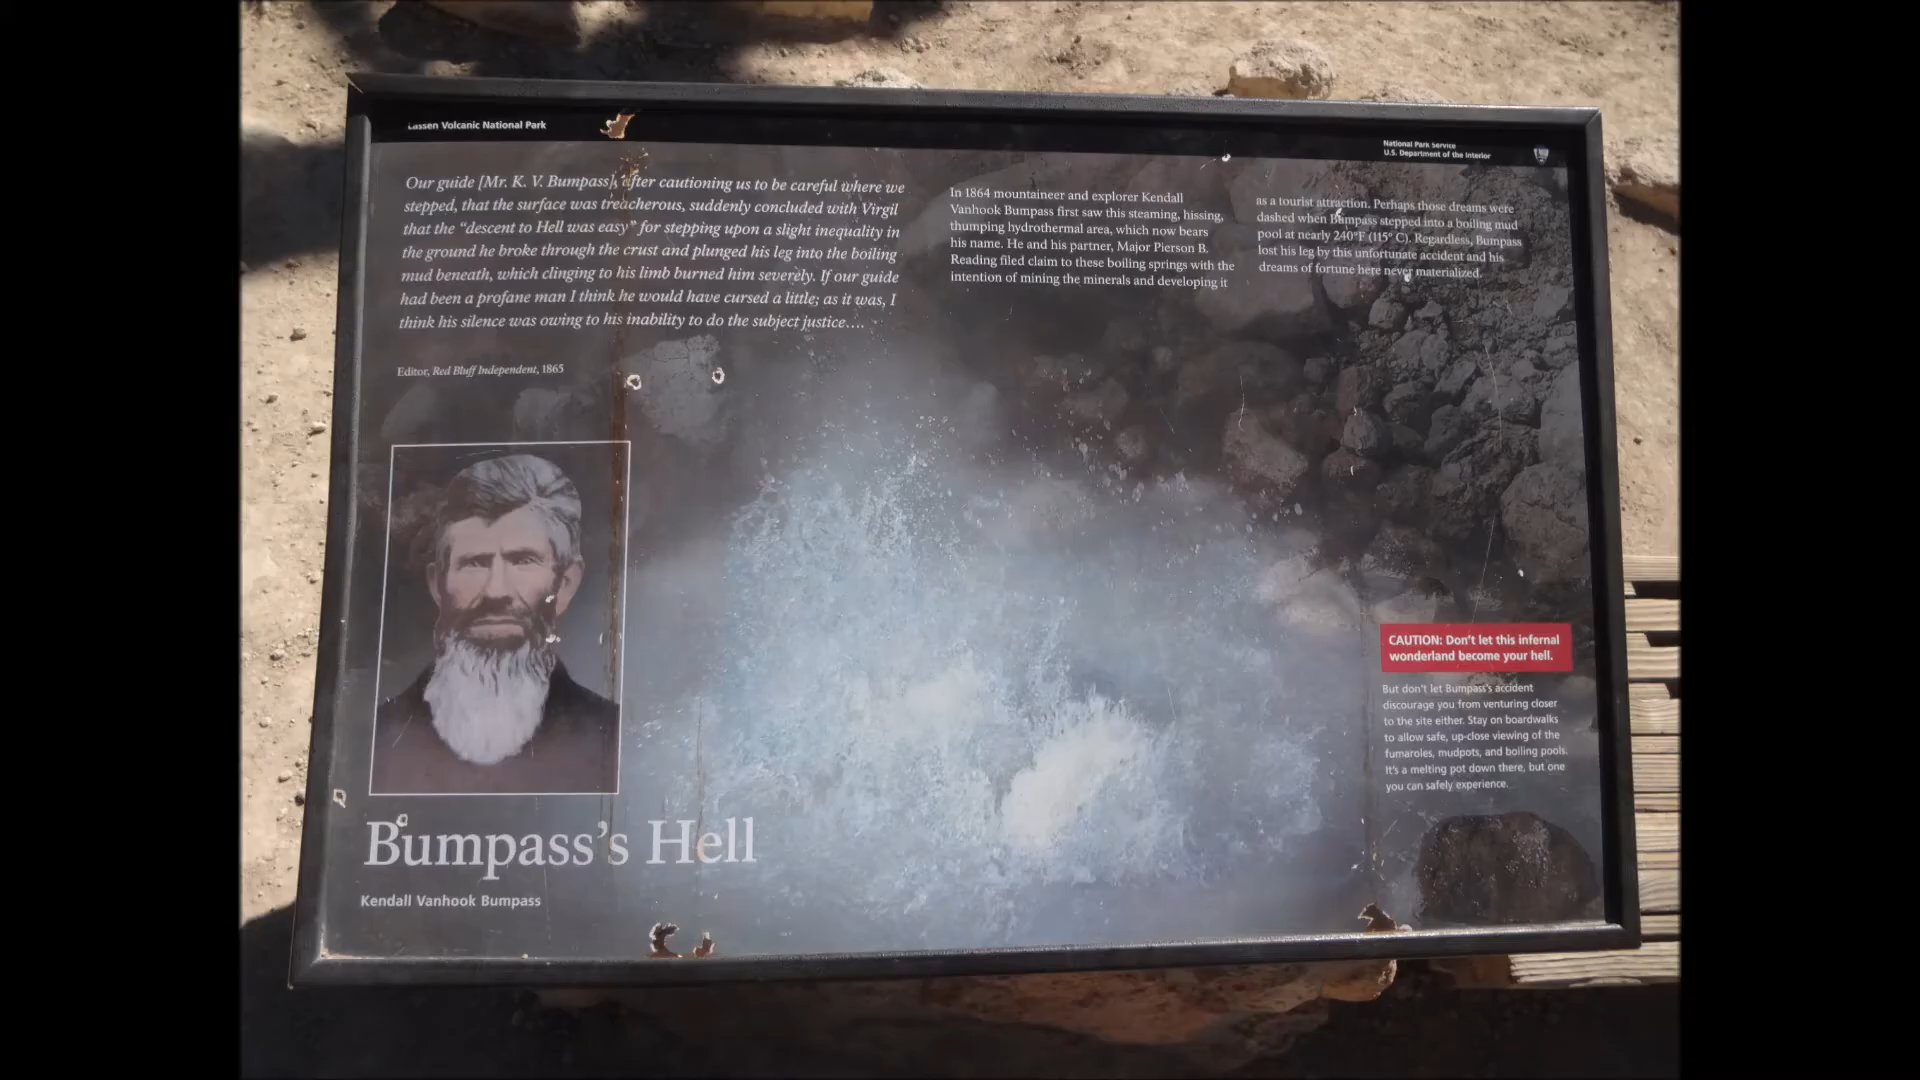 Lassen Volcanic National Park
National Park Service
U.S. Department of the Interior
Our guide [Mr. K. V. Bumpass], after cautioning us to be careful where we
stepped, that the surface was treacherous, suddenly concluded with Virgil
that the “descent to Hell was easy” for stepping upon a slight inequality in
the ground he broke through the crust and plunged his leg into the boiling
mud beneath, which clinging to his limb burned him severely. If our guide
had been a profane man I think he would have cursed a little; as it was, I
think his silence was owing to his inability to do the subject justice....
Editor, Red Bluff Independent, 1865
In 1864 mountaineer and explorer Kendall
Vanhook Bumpass first saw this steaming, hissing,
thumping hydrothermal area, which now bears
his name. He and his partner, Major Pierson B.
Reading filed claim to these boiling springs with the
intention of mining the minerals and developing it
as a tourist attraction. Perhaps those dreams were
dashed when Bumpass stepped into a boiling mud
pool at nearly 240°F (115° C). Regardless, Bumpass
lost his leg by this unfortunate accident and his
dreams of fortune here never materialized.
CAUTION: Don't let this infernal
wonderland become your hell.
But don't let Bumpass's accident
discourage you from venturing closer
to the site either. Stay on boardwalks
to allow safe, up-close viewing of the
fumaroles, mudpots, and boiling pools.
It's a melting pot down there, but one
you can safely experience.
Bumpass's Hell
Kendall Vanhook Bumpass